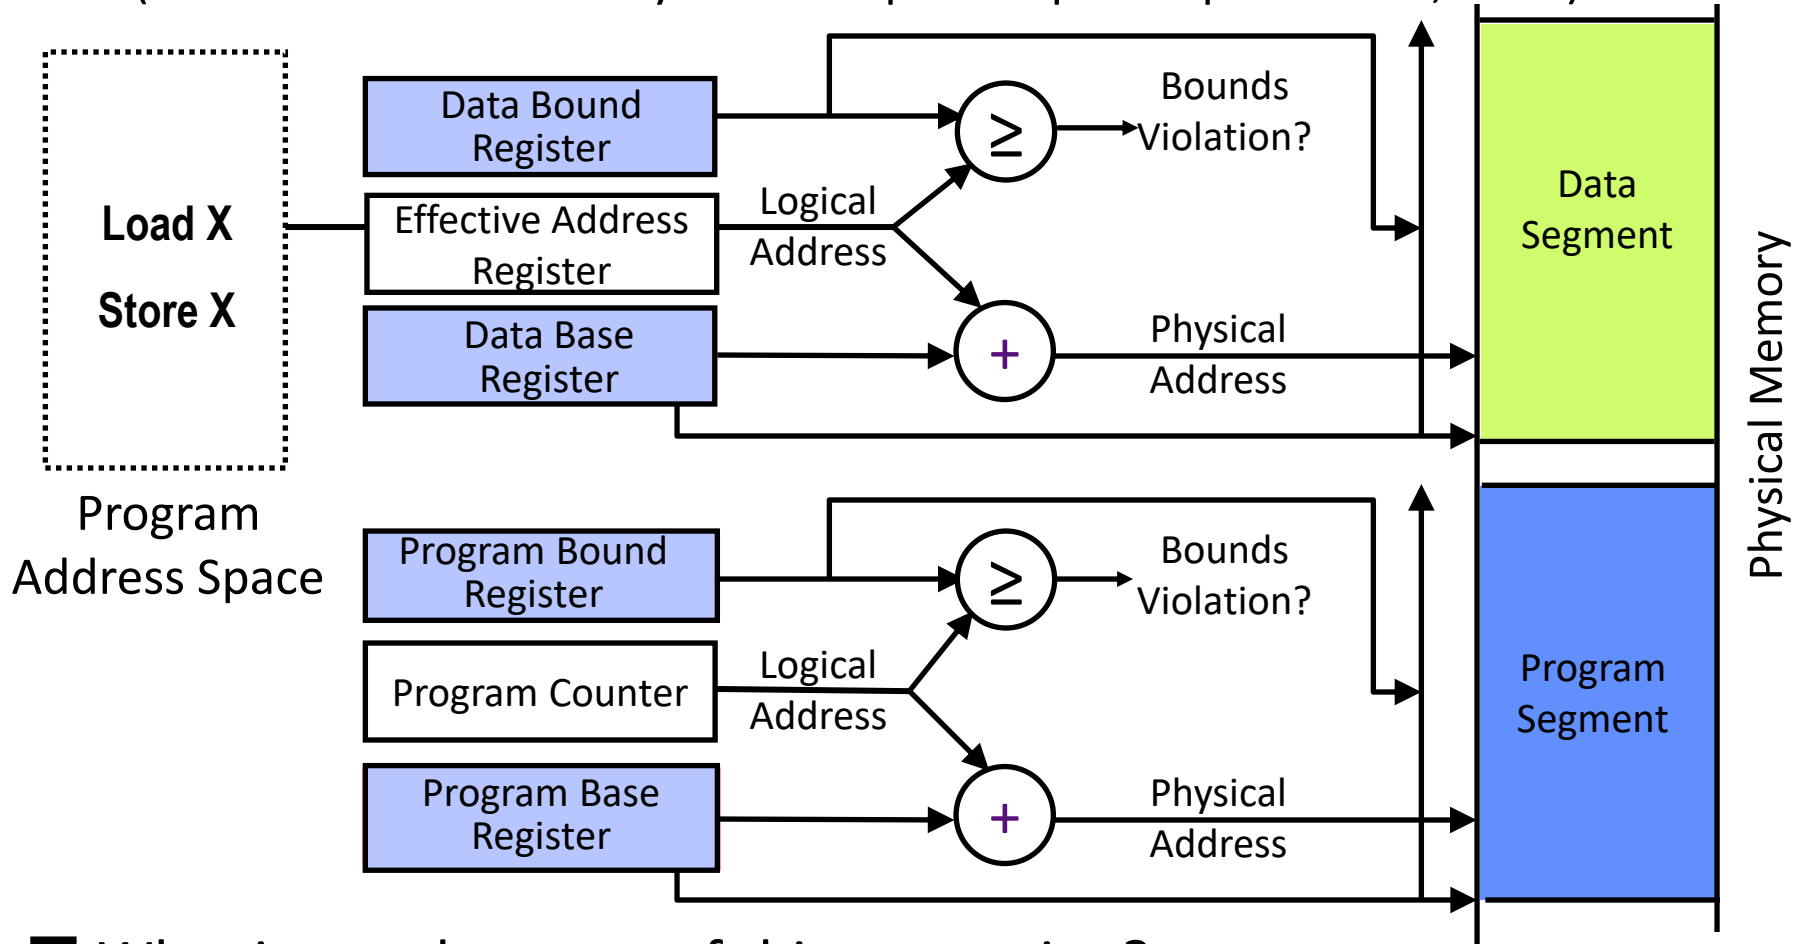 Data Bound
Register
Bounds
Violation?
≥
Load X
Store X
Effective Address
Register
Logical
Address
Data
Segment
Data Base
Register
+
Physical
Address
Physical Memory
Program
Address Space
Program Bound
Register
≥
Bounds
Violation?
Program Counter
Logical
Address
Program
Segment
Program Base
Register
+
Physical
Address